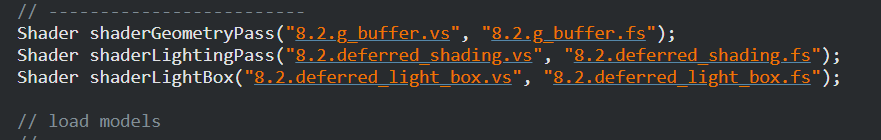 // -------------------------
Shader shaderGeometryPass("8.2.g_buffer.vs", "8.2.g_buffer.fs");
Shader shaderLightingPass("8.2.deferred_shading.vs", "8.2.deferred_shading.fs");
Shader shaderLightBox("8.2.deferred_light_box.vs", "8.2.deferred_light_box.fs");
// load models